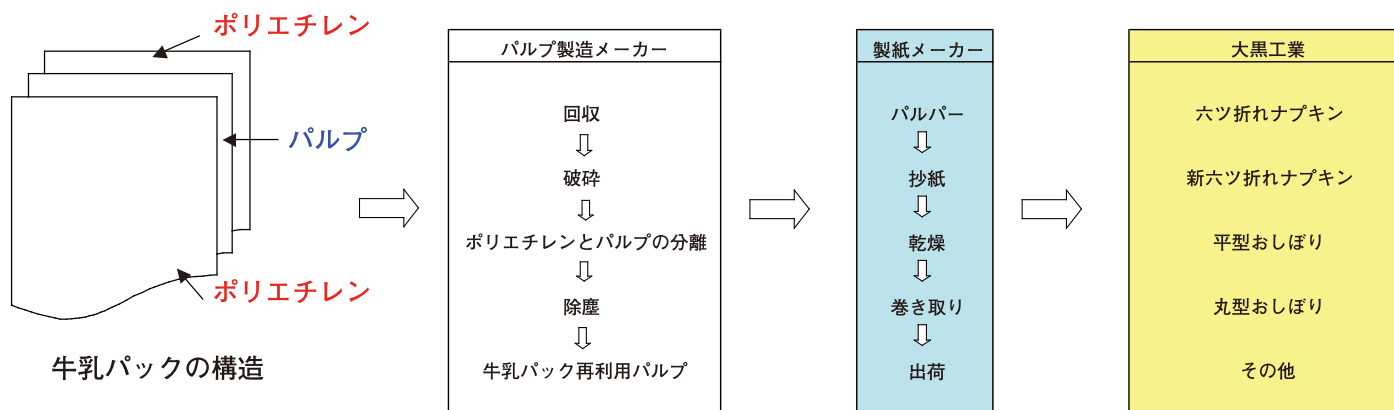 ポリエチレン
パルプ
ポリエチレン
牛乳パックの構造
パルプ製造メーカー
回収
破砕
ポリエチレンとパルプの分離
除塵
牛乳パック再利用パルプ
製紙メーカー
パルパー
抄紙
乾燥
巻き取り
出荷
大黒工業
六ツ折れナプキン
新六ツ折れナプキン
平型おしぼり
丸型おしぼり
その他